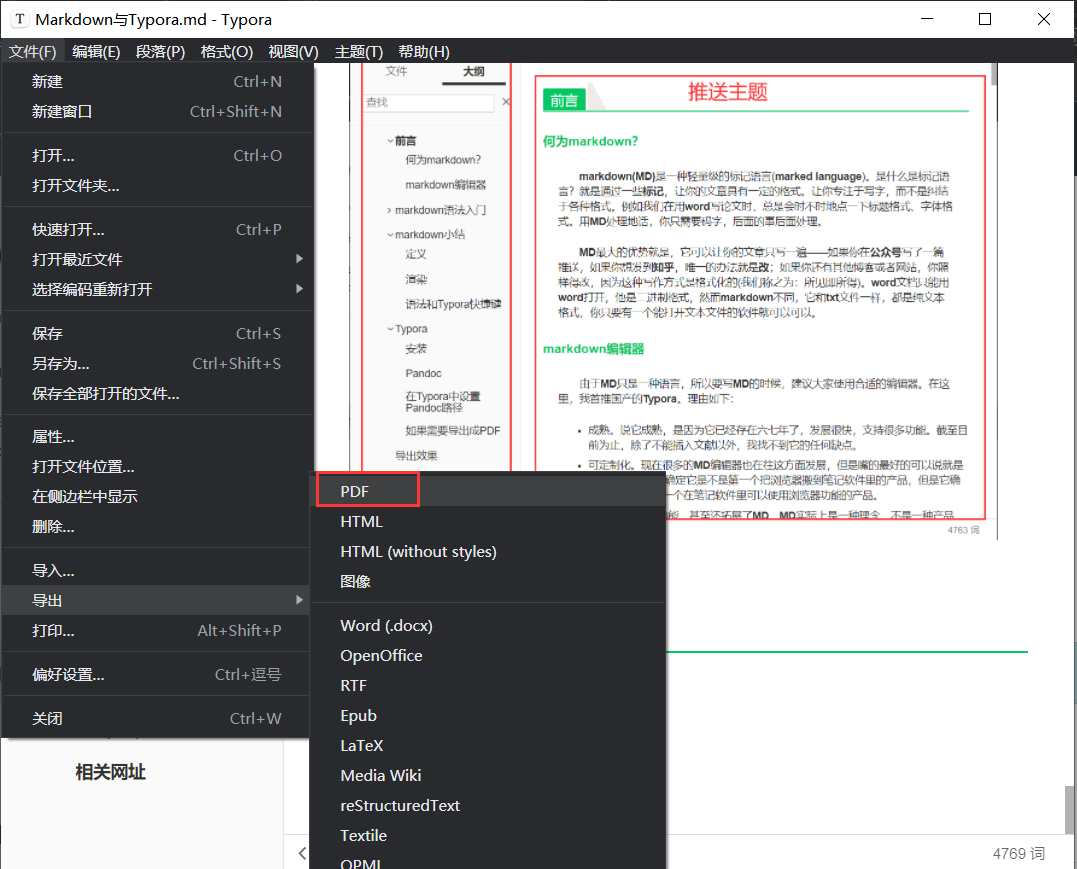 T Markdown与Typora.md - Typora
文件(F) 编辑(E) 段落(P) 格式(O) 视图(V) 主题(T) 帮助(H)
新建 Ctrl+N
新建窗口 Ctrl+Shift+N
打开... Ctrl+O
打开文件夹...
快速打开... Ctrl+P
打开最近文件
选择编码重新打开
保存 Ctrl+S
另存为... Ctrl+Shift+S
保存全部打开的文件...
属性...
打开文件位置...
在侧边栏中显示
删除...
导入...
导出
打印... Alt+Shift+P
偏好设置... Ctrl+逗号
关闭 Ctrl+W
PDF
HTML
HTML (without styles)
图像
Word (.docx)
OpenOffice
RTF
Epub
LaTeX
Media Wiki
reStructuredText
Textile
OPML
文件 大纲
查找
前言
何为markdown?
markdown编辑器
markdown语法入门
markdown小结
定义
渲染
语法和Typora快捷键
Typora
安装
Pandoc
在Typora中设置
Pandoc路径
如果需要导出成PDF
导出效果
前言 推送主题
何为markdown?
markdown(MD)是一种轻量级的标记语言(marked language)。是什么是标记语
言？就是通过一些标记，让你的文章具有一定的格式。让你专注于写字，而不是纠结
于各种格式。例如我们在用word写论文时，总是会时不时地点一下标题格式、字体格
式。用MD处理地话，你只需要码字，后面的事后面处理。
MD最大的优势就是，它可以让你的文章只写一遍——如果你在公众号写了一篇
推送，如果你想发到知乎，唯一的办法就是改；如果你还有其他博客或者网站，你照
样得改，因为这种写作方式是格式化的(我们称之为：所见即所得)。word文档只能用
word打开，他是二进制格式，然而markdown不同，它和txt文件一样，都是纯文本
格式，你只要有一个能打开文本文件的软件就可以可以。
markdown编辑器
由于MD只是一种语言，所以要写MD的时候，建议大家使用合适的编辑器。在这
里，我首推国产的Typora。理由如下：
成熟。说它成熟，是因为它已经存在六七年了，发展很快，支持很多功能。截至目
前为止，除了不能插入文献以外，我找不到它的任何缺点。
可定制化。现在很多的MD编辑器也在往这方面发展，但是嘴的最好的可以说就是
确定它是不是第一个把浏览器搬到笔记软件里的产品，但是它确
一个在笔记软件里可以使用浏览器功能的产品。
能，甚至还拓展了MD，MD实际上是一种理念，不是一种产品
4763 词
相关网址
4769 词